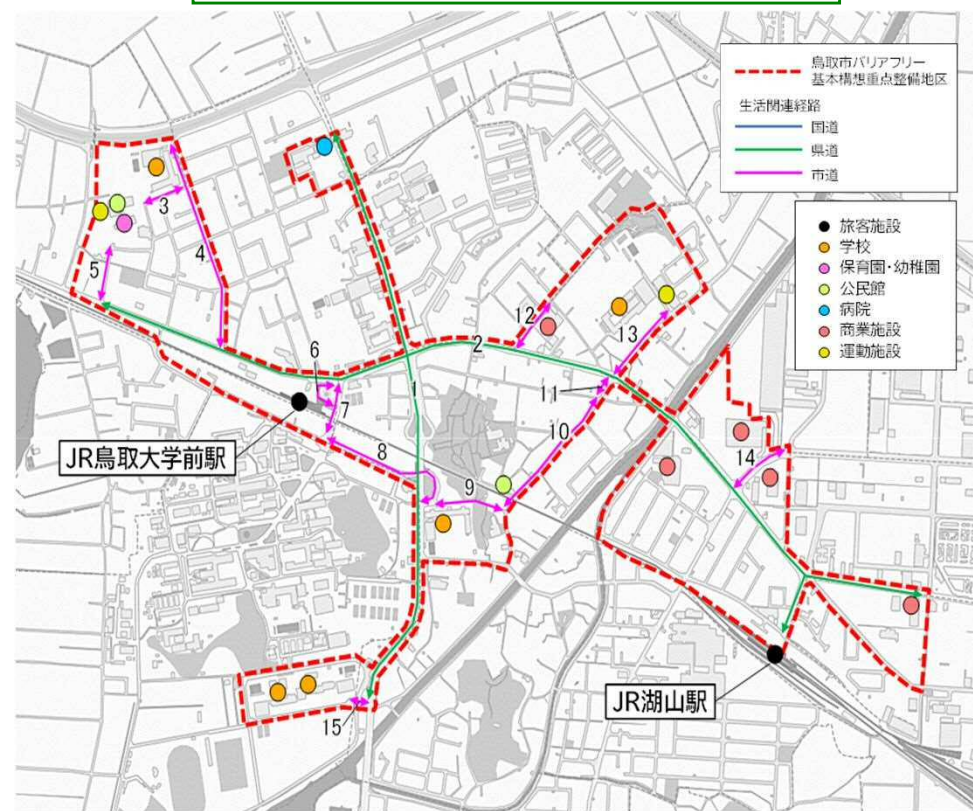 鳥取市バリアフリー
基本構想重点整備地区
生活関連経路
国道
県道
市道
旅客施設
学校
保育園・幼稚園
公民館
病院
商業施設
運動施設
3
4
5
12
13
2
6
1
11
7
10
JR鳥取大学前駅
8
14
9
JR湖山駅
15